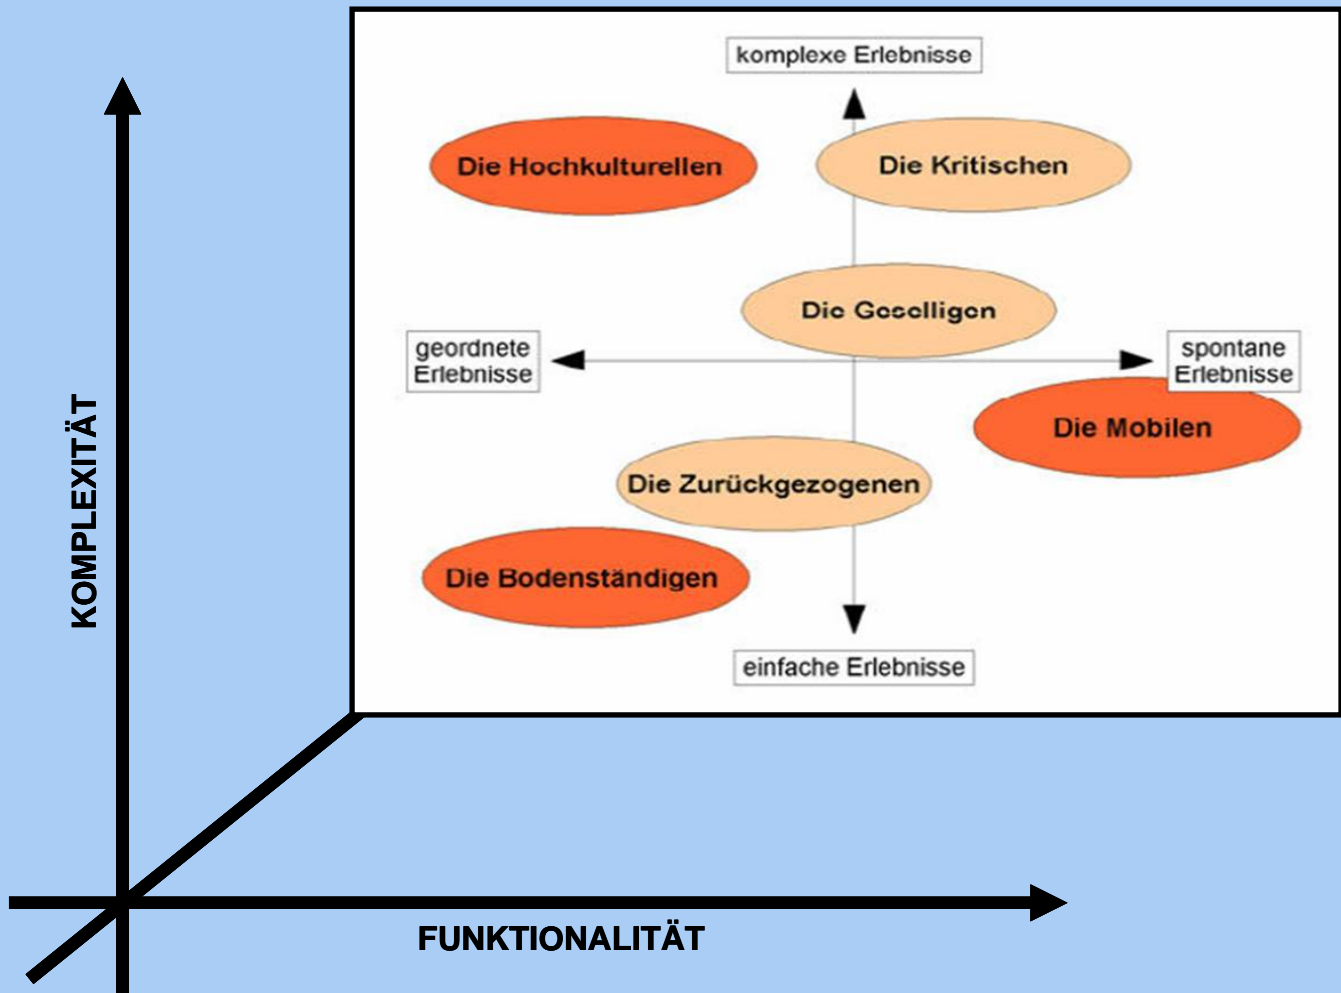 komplexe Erlebnisse
Die Hochkulturellen
Die Kritischen
Die Geselligen
geordnete
Erlebnisse
spontane
Erlebnisse
Die Mobilen
Die Zurückgezogenen
Die Bodenständigen
einfache Erlebnisse
KOMPLEXITÄT
FUNKTIONALITÄT